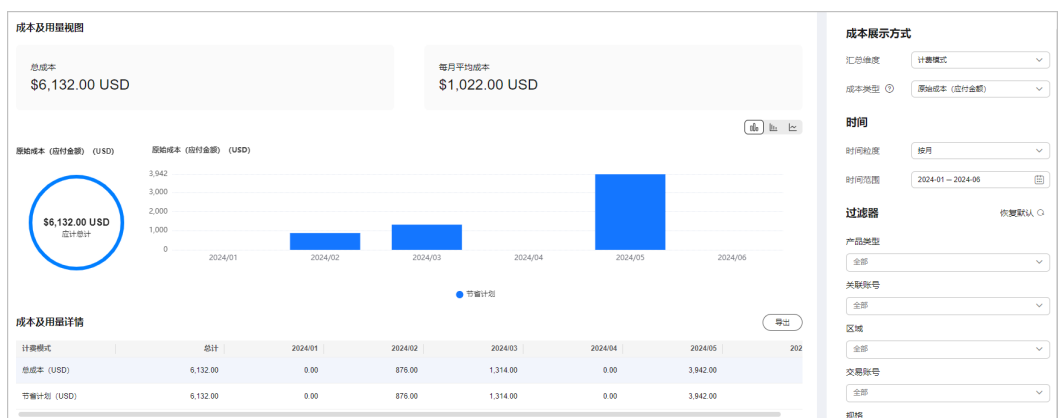 成本及用量视图
总成本
$6,132.00 USD
每月平均成本
$1,022.00 USD
原始成本（应付金额）（USD）
$6,132.00 USD
应计总计
原始成本（应付金额）（USD）
3,942
3,000
2,000
1,000
0
2024/01 2024/02 2024/03 2024/04 2024/05 2024/06
节省计划
成本及用量详情
导出
计费模式 总计 2024/01 2024/02 2024/03 2024/04 2024/05 202
总成本（USD） 6,132.00 0.00 876.00 1,314.00 0.00 3,942.00
节省计划（USD） 6,132.00 0.00 876.00 1,314.00 0.00 3,942.00
成本展示方式
汇总维度 计费模式
成本类型 原始成本（应付金额）
时间
时间粒度 按月
时间范围 2024-01 – 2024-06
过滤器 恢复默认
产品类型
全部
关联账号
全部
区域
全部
交易账号
全部
规格